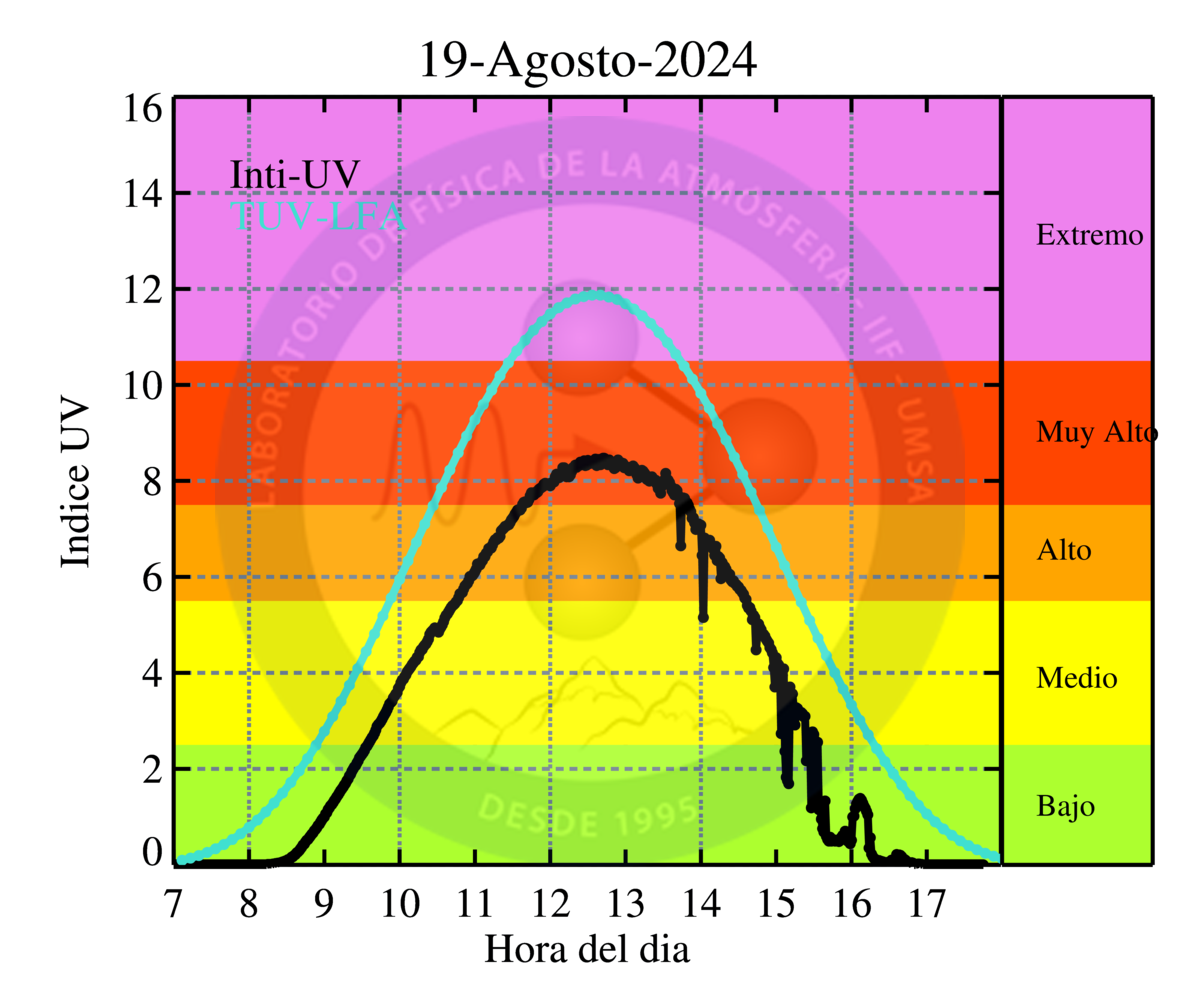 19-Agosto-2024
16
14
12
10
8
6
4
2
0
Indice UV
Inti-UV
TUV-LFA
LABORATORIO DE FÍSICA DE LA ATMÓSFERA - IIF - UMSA
DESDE 1995
Extremo
Muy Alto
Alto
Medio
Bajo
7 8 9 10 11 12 13 14 15 16 17
Hora del dia